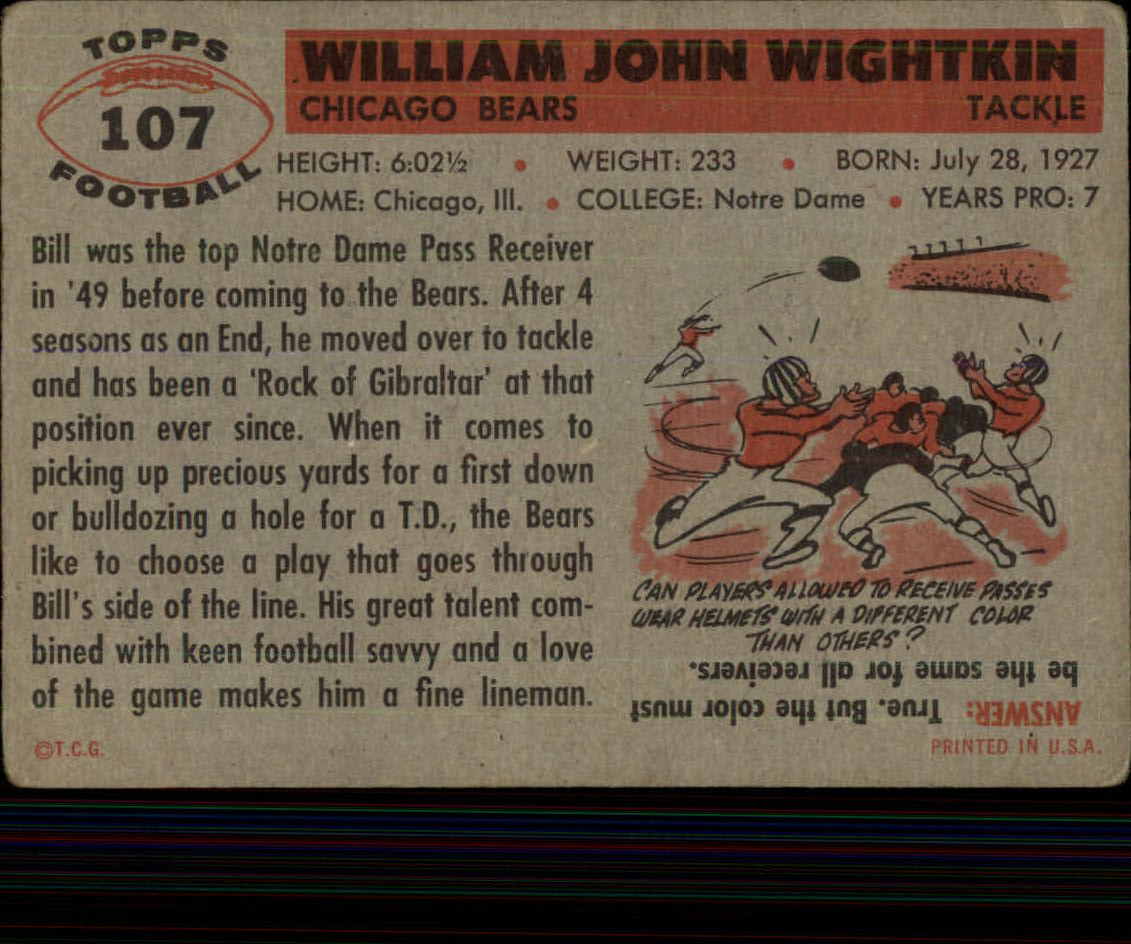 TOPPS
107
FOOTBALL
WILLIAM JOHN WIGHTKIN
CHICAGO BEARS TACKLE
HEIGHT: 6:02½ • WEIGHT: 233 • BORN: July 28, 1927
HOME: Chicago, Ill. • COLLEGE: Notre Dame • YEARS PRO: 7
Bill was the top Notre Dame Pass Receiver
in '49 before coming to the Bears. After 4
seasons as an End, he moved over to tackle
and has been a 'Rock of Gibraltar' at that
position ever since. When it comes to
picking up precious yards for a first down
or bulldozing a hole for a T.D., the Bears
like to choose a play that goes through
Bill's side of the line. His great talent com-
bined with keen football savvy and a love
of the game makes him a fine lineman.
CAN PLAYERS ALLOWED TO RECEIVE PASSES
WEAR HELMETS WITH A DIFFERENT COLOR
THAN OTHERS?
ANSWER: True. But the color must
be the same for all receivers.
©T.C.G.
PRINTED IN U.S.A.